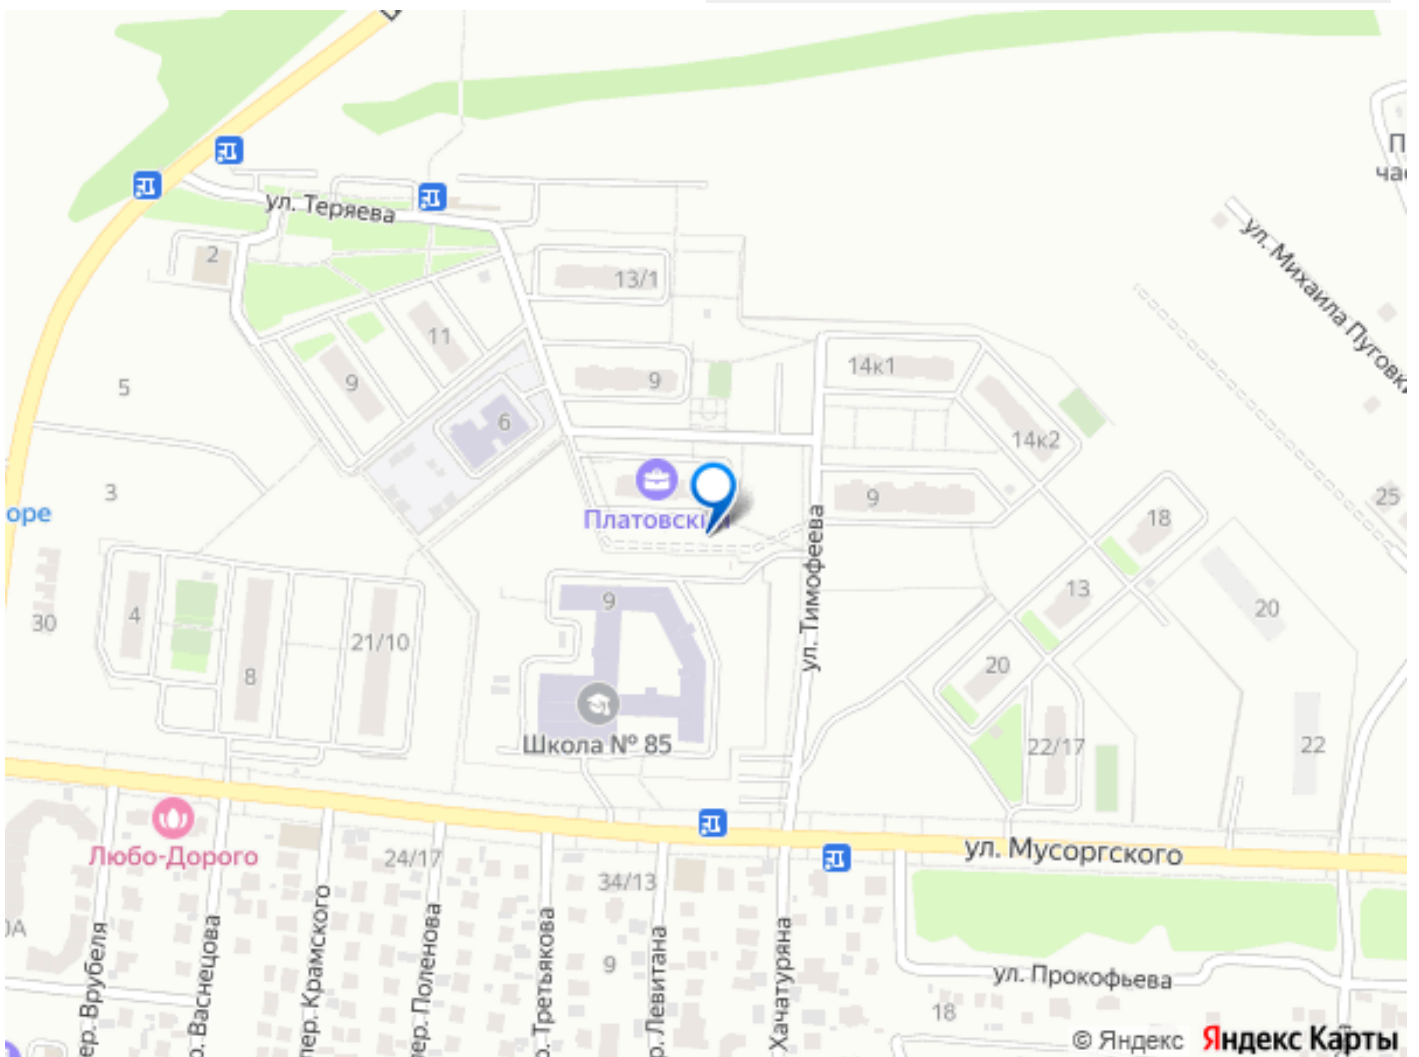 ул. Теряева
2
13/1
11
9
9
5
6
14к1
14к2
ул. Михаила Пуговк
П
час
25
3
оре
Платовский
9
18
13
20
22/17
20
22
ул. Тимофеева
30
4
8
21/10
9
Школа № 85
Любо-Дорого
24/17
34/13
9
18
ул. Мусоргского
ул. Прокофьева
пер. Врубеля
р. Васнецова
пер. Крамского
пер. Поленова
р. Третьякова
р. Левитана
Хачатуряна
© Яндекс Яндекс Карты